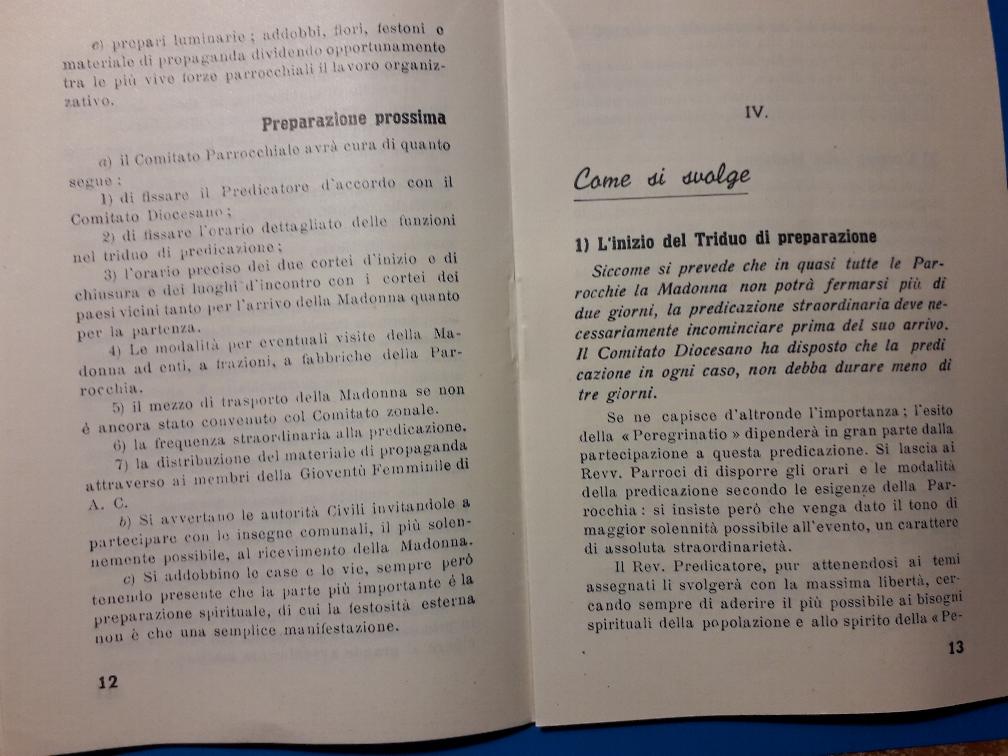 e) prepari luminarie ; addobbi, fiori, festoni e
materiale di propaganda dividendo opportunamente
tra le più vive forze parrocchiali il lavoro organiz-
zativo.
Preparazione prossima
a) il Comitato Parrocchiale avrà cura di quanto
segue :
1) di fissare il Predicatore d'accordo con il
Comitato Diocesano ;
2) di fissare l'orario dettagliato delle funzioni
nel triduo di predicazione ;
3) l'orario preciso dei due cortei d'inizio e di
chiusura e dei luoghi d'incontro con i cortei dei
paesi vicini tanto per l'arrivo della Madonna quanto
per la partenza.
4) Le modalità per eventuali visite della Ma-
donna ad enti, a frazioni, a fabbriche della Par-
rocchia.
5) il mezzo di trasporto della Madonna se non
è ancora stato convenuto col Comitato zonale.
6) la frequenza straordinaria alla predicazione.
7) la distribuzione del materiale di propaganda
attraverso ai membri della Gioventù Femminile di
A. C.
b) Si avvertano le autorità Civili invitandole a
partecipare con le insegne comunali, il più solen-
nemente possibile, al ricevimento della Madonna.
c) Si addobbino le case e le vie, sempre però
tenendo presente che la parte più importante è la
preparazione spirituale, di cui la festosità esterna
non è che una semplice manifestazione.
12
IV.
Come si svolge
1) L'inizio del Triduo di preparazione
Siccome si prevede che in quasi tutte le Par-
rocchie la Madonna non potrà fermarsi più di
due giorni, la predicazione straordinaria deve ne-
cessariamente incominciare prima del suo arrivo.
Il Comitato Diocesano ha disposto che la predi
cazione in ogni caso, non debba durare meno di
tre giorni.
Se ne capisce d'altronde l'importanza ; l'esito
della « Peregrinatio » dipenderà in gran parte dalla
partecipazione a questa predicazione. Si lascia ai
Revv. Parroci di disporre gli orari e le modalità
della predicazione secondo le esigenze della Par-
rocchia : si insiste però che venga dato il tono di
maggior solennità possibile all'evento, un carattere
di assoluta straordinarietà.
Il Rev. Predicatore, pur attenendosi ai temi
assegnati li svolgerà con la massima libertà, cer-
cando sempre di aderire il più possibile ai bisogni
spirituali della popolazione e allo spirito della « Pe-
13